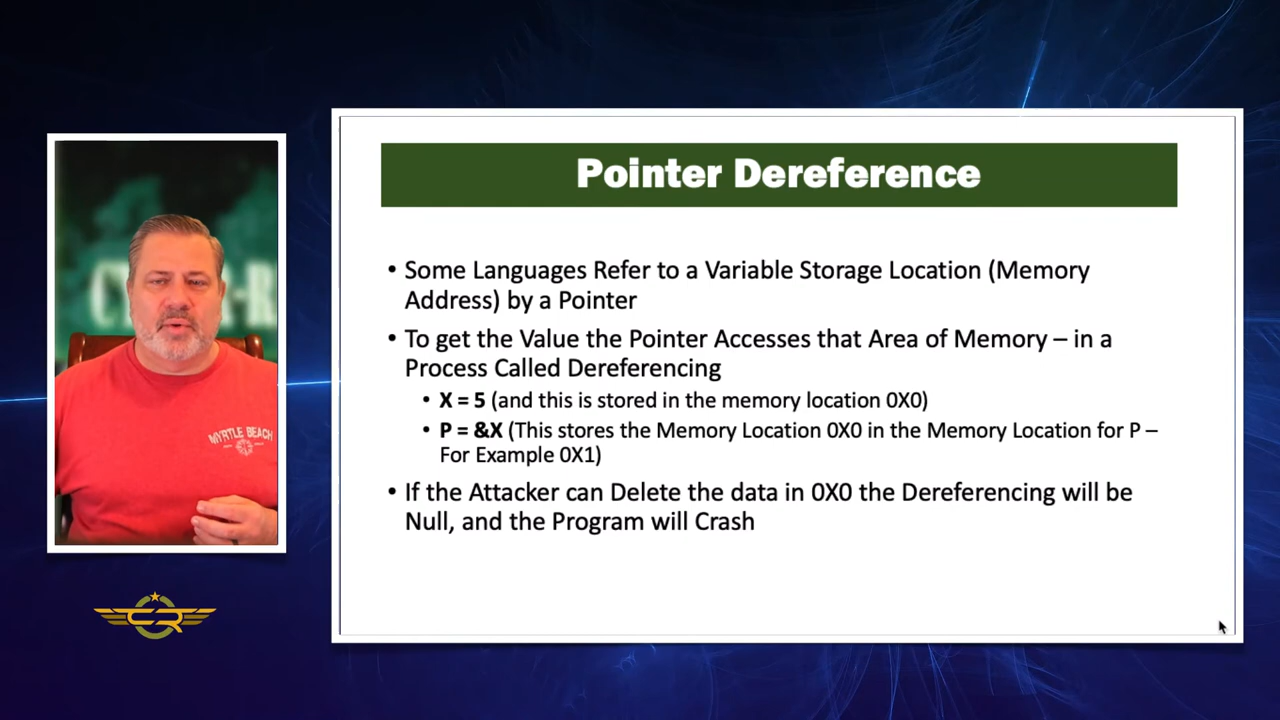 Pointer Dereference
• Some Languages Refer to a Variable Storage Location (Memory
Address) by a Pointer
• To get the Value the Pointer Accesses that Area of Memory – in a
Process Called Dereferencing
• X = 5 (and this is stored in the memory location 0X0)
• P = &X (This stores the Memory Location 0X0 in the Memory Location for P –
For Example 0X1)
• If the Attacker can Delete the data in 0X0 the Dereferencing will be
Null, and the Program will Crash
MYRTLE BEACH
CR